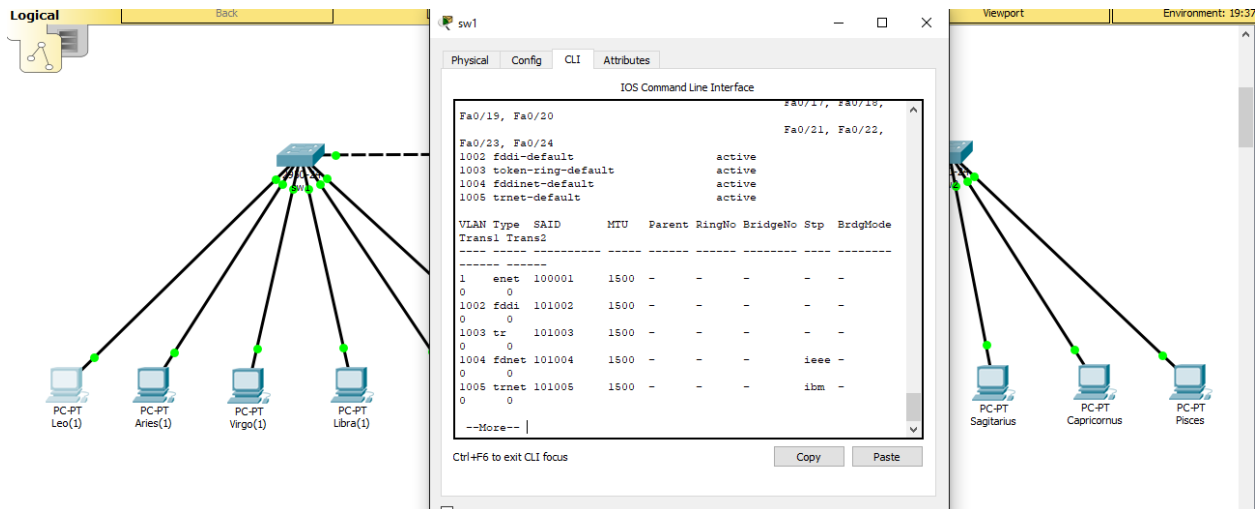 Logical
Back
Viewport
Environment: 19:37
sw1
Physical Config CLI Attributes
IOS Command Line Interface
Fa0/17, Fa0/18,
Fa0/19, Fa0/20
Fa0/21, Fa0/22,
Fa0/23, Fa0/24
1002 fddi-default active
1003 token-ring-default active
1004 fddinet-default active
1005 trnet-default active
VLAN Type SAID MTU Parent RingNo BridgeNo Stp BrdgMode
Trans1 Trans2
---- ----- ---------- ----- ------ ------ -------- ---- --------
------ ------
1 enet 100001 1500 - - - - -
0 0
1002 fddi 101002 1500 - - - - -
0 0
1003 tr 101003 1500 - - - - -
0 0
1004 fdnet 101004 1500 - - - ieee -
0 0
1005 trnet 101005 1500 - - - ibm -
0 0
--More--
Ctrl+F6 to exit CLI focus
Copy Paste
sw1
PC-PT
Leo(1)
PC-PT
Aries(1)
PC-PT
Virgo(1)
PC-PT
Libra(1)
PC-PT
Sagitarius
PC-PT
Capricornus
PC-PT
Pisces